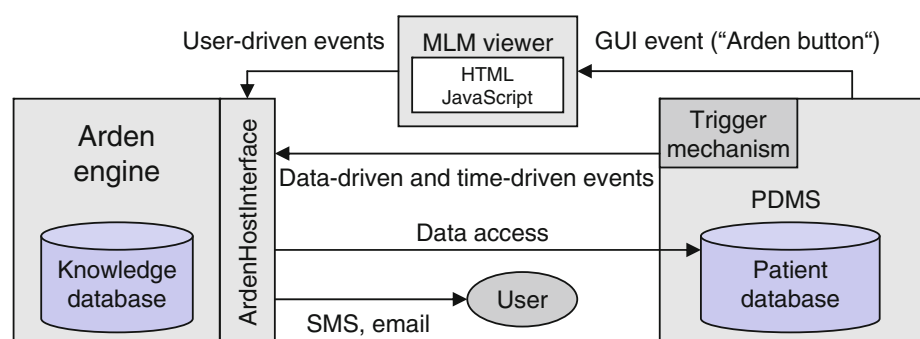 User-driven events
MLM viewer
HTML
JavaScript
GUI event (“Arden button“)
Arden
engine
ArdenHostInterface
Trigger
mechanism
Data-driven and time-driven events
PDMS
Data access
Knowledge
database
Patient
database
User
SMS, email